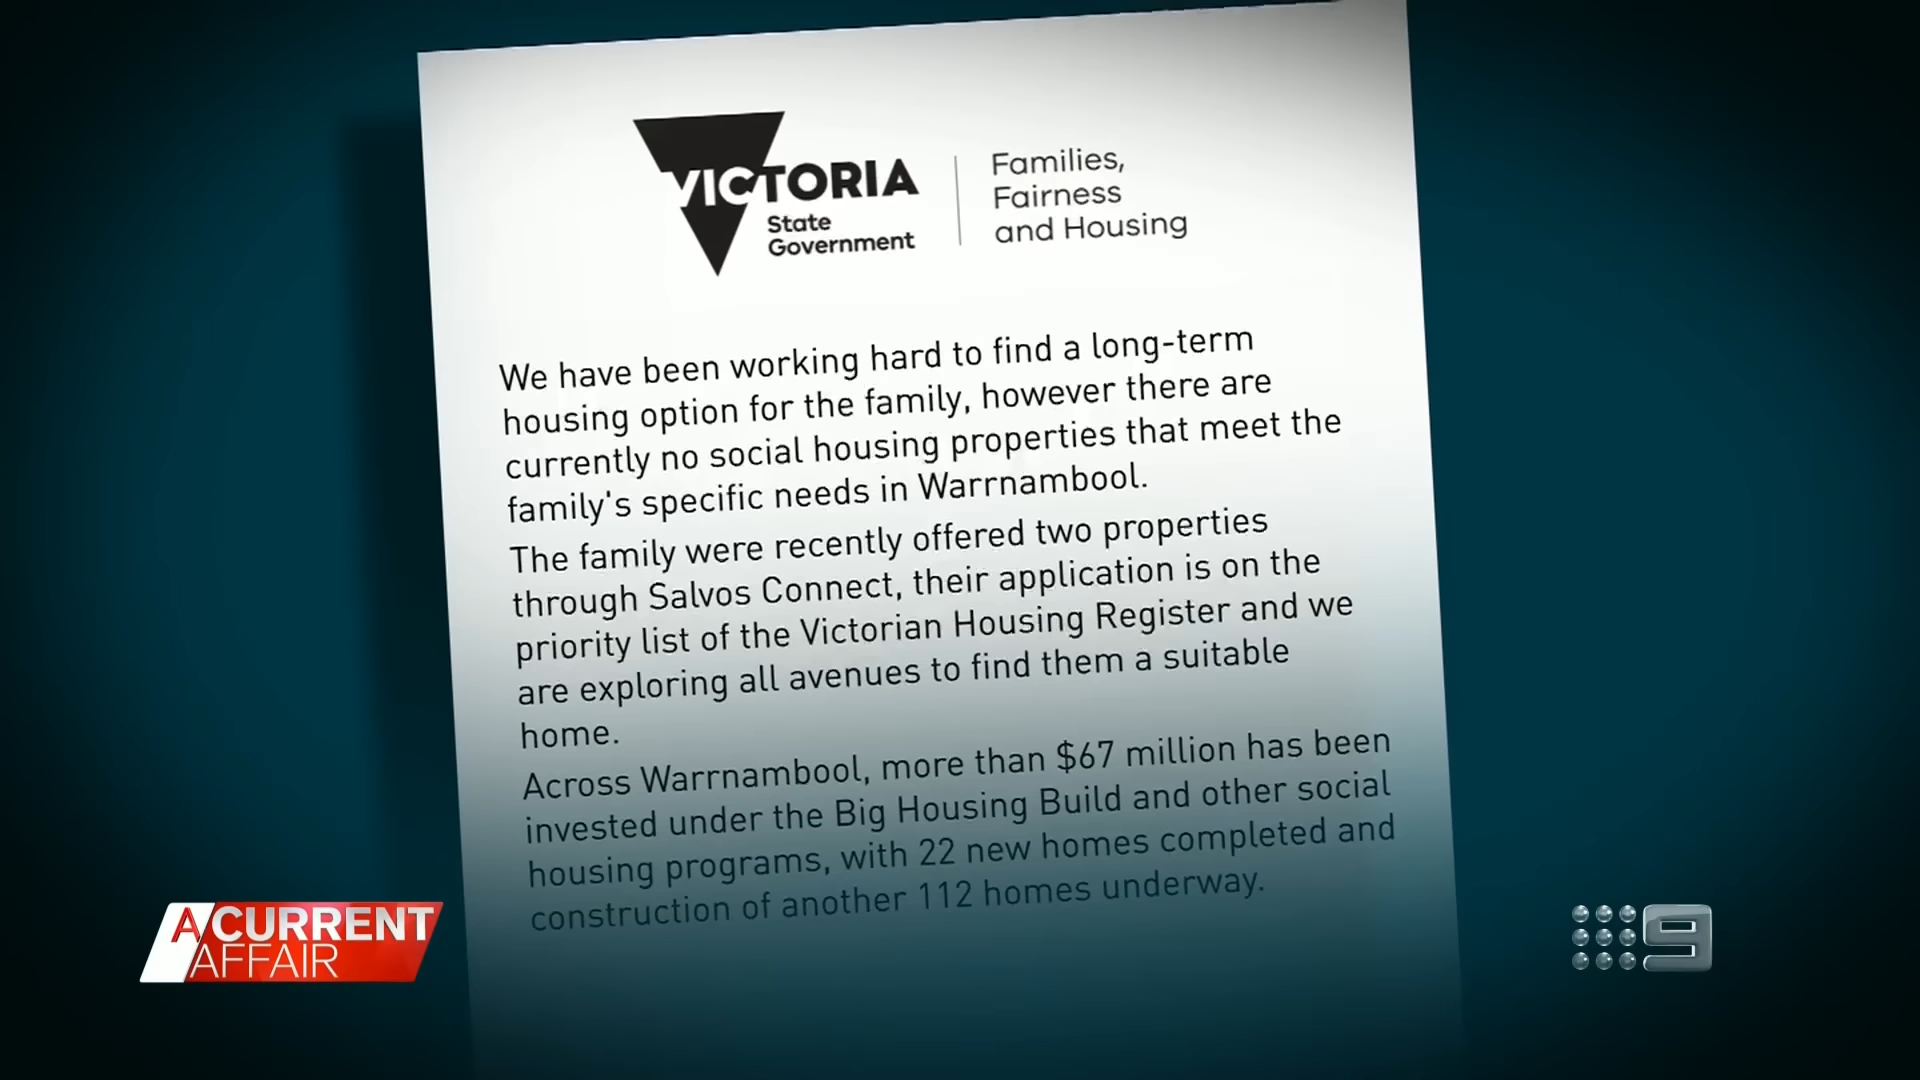 VICTORIA
State
Government
Families,
Fairness
and Housing
We have been working hard to find a long-term
housing option for the family, however there are
currently no social housing properties that meet the
family's specific needs in Warrnambool.
The family were recently offered two properties
through Salvos Connect, their application is on the
priority list of the Victorian Housing Register and we
are exploring all avenues to find them a suitable
home.
Across Warrnambool, more than $67 million has been
invested under the Big Housing Build and other social
housing programs, with 22 new homes completed and
construction of another 112 homes underway.
A CURRENT
AFFAIR
9